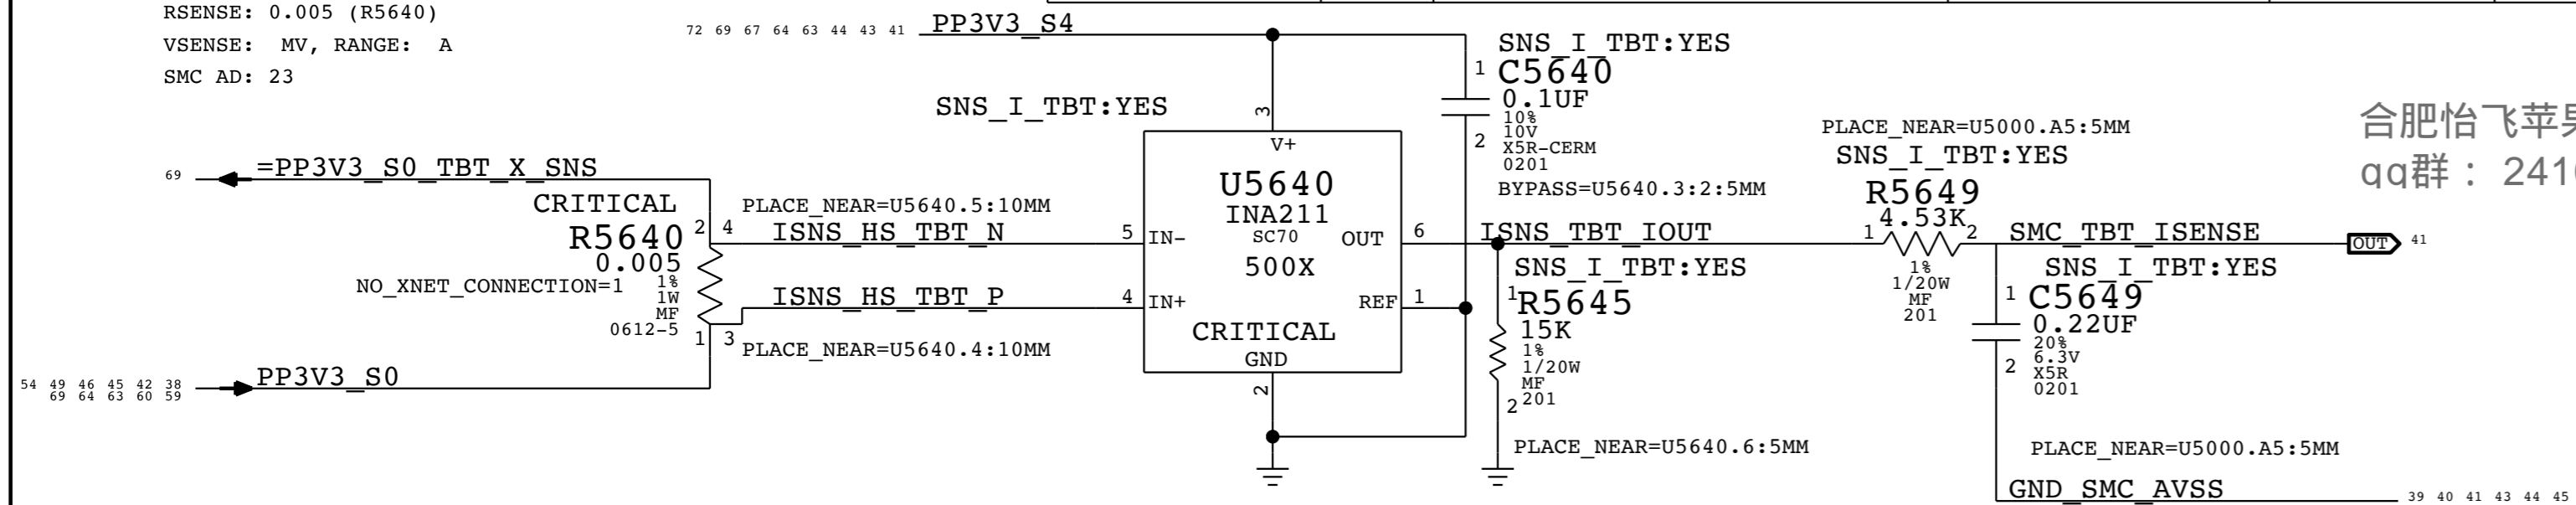 RSENSE: 0.005 (R5640)
VSENSE:  MV, RANGE:  A
SMC AD: 23
72 69 67 64 63 44 43 41 PP3V3_S4
SNS_I_TBT:YES
1 C5640
0.1UF
10%
10V
2 X5R-CERM
0201
BYPASS=U5640.3:2:5MM
SNS_I_TBT:YES
3
V+
U5640
INA211
SC70
500X
CRITICAL
GND
2
5 IN-
4 IN+
OUT 6
REF 1
69 =PP3V3_S0_TBT_X_SNS
CRITICAL
R5640
0.005
1%
1W
MF
0612-5
NO_XNET_CONNECTION=1
2 4
1 3
PLACE_NEAR=U5640.5:10MM
ISNS_HS_TBT_N
ISNS_HS_TBT_P
PLACE_NEAR=U5640.4:10MM
54 49 46 45 42 38
69 64 63 60 59
PP3V3_S0
ISNS_TBT_IOUT
SNS_I_TBT:YES
1
R5645
15K
1%
1/20W
MF
2 201
PLACE_NEAR=U5640.6:5MM
PLACE_NEAR=U5000.A5:5MM
SNS_I_TBT:YES
R5649
4.53K
1 2
1%
1/20W
MF
201
SMC_TBT_ISENSE
OUT 41
SNS_I_TBT:YES
1 C5649
0.22UF
20%
6.3V
2 X5R
0201
PLACE_NEAR=U5000.A5:5MM
GND_SMC_AVSS
39 40 41 43 44 45
合肥怡飞苹
qq群： 241